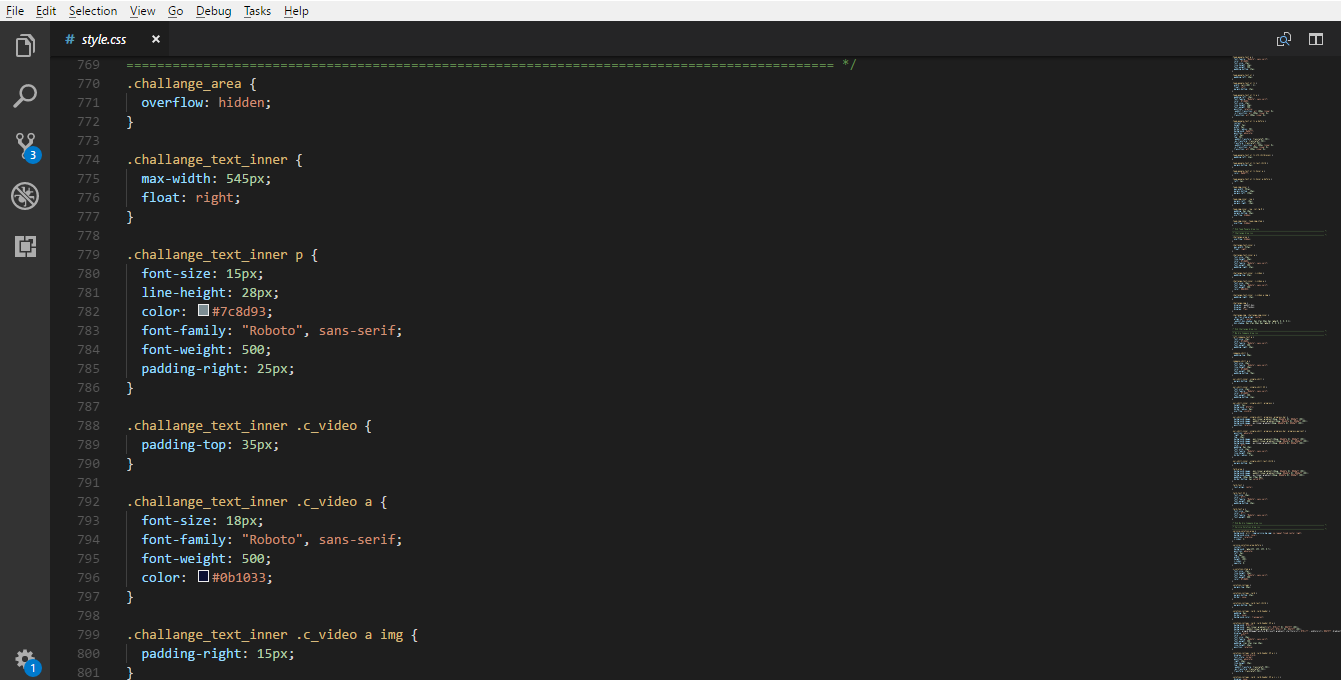 File Edit Selection View Go Debug Tasks Help
# style.css ×
769 ============================================================================================ */
770 .challange_area {
771 overflow: hidden;
772 }
773
774 .challange_text_inner {
775 max-width: 545px;
776 float: right;
777 }
778
779 .challange_text_inner p {
780 font-size: 15px;
781 line-height: 28px;
782 color: #7c8d93;
783 font-family: "Roboto", sans-serif;
784 font-weight: 500;
785 padding-right: 25px;
786 }
787
788 .challange_text_inner .c_video {
789 padding-top: 35px;
790 }
791
792 .challange_text_inner .c_video a {
793 font-size: 18px;
794 font-family: "Roboto", sans-serif;
795 font-weight: 500;
796 color: #0b1033;
797 }
798
799 .challange_text_inner .c_video a img {
800 padding-right: 15px;
801 }
3
1